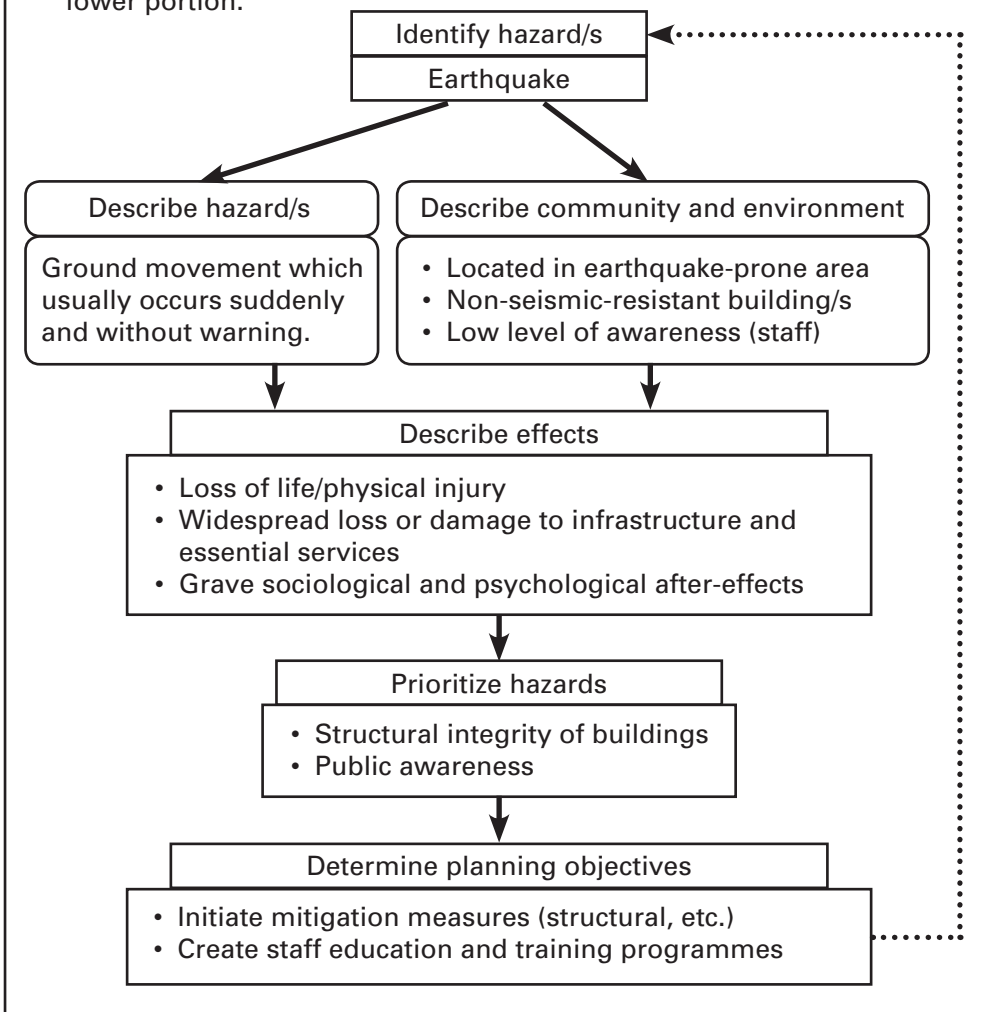 lower portion.
Identify hazard/s
Earthquake
Describe hazard/s
Ground movement which
usually occurs suddenly
and without warning.
Describe community and environment
• Located in earthquake-prone area
• Non-seismic-resistant building/s
• Low level of awareness (staff)
Describe effects
• Loss of life/physical injury
• Widespread loss or damage to infrastructure and
essential services
• Grave sociological and psychological after-effects
Prioritize hazards
• Structural integrity of buildings
• Public awareness
Determine planning objectives
• Initiate mitigation measures (structural, etc.)
• Create staff education and training programmes